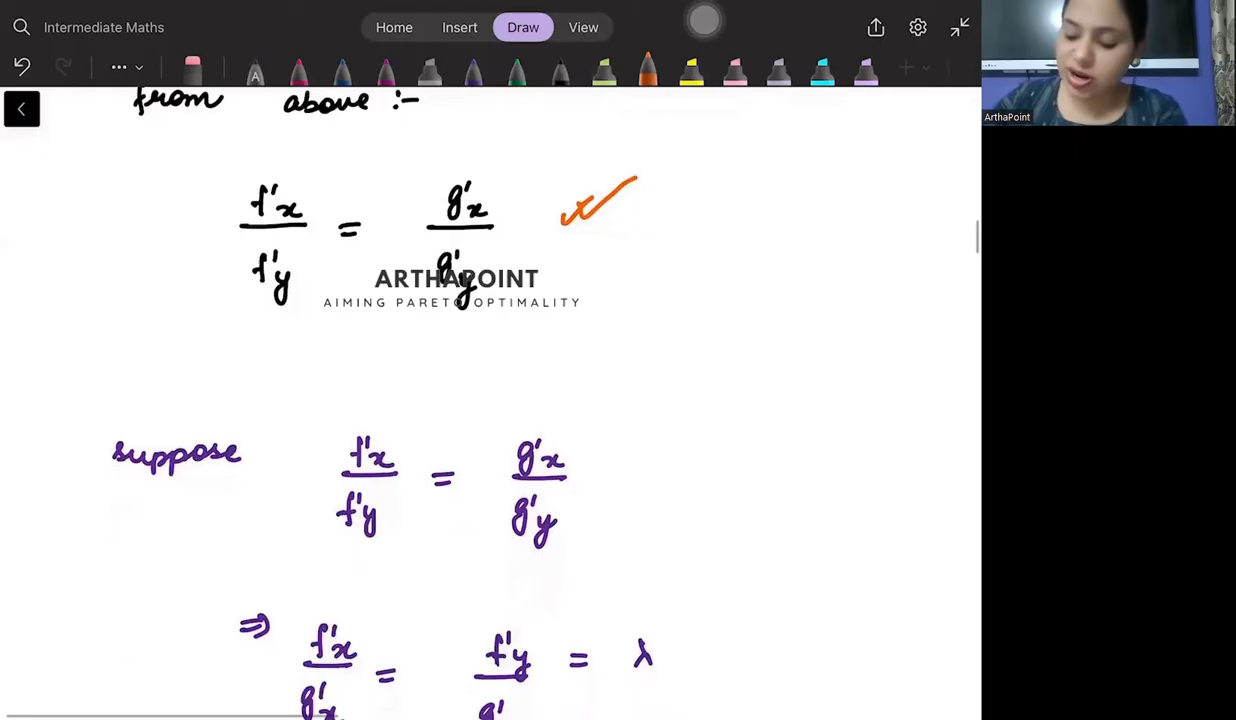 Intermediate Maths
Home Insert Draw View
A
ArthaPoint
from above :-
f'x / f'y = g'x / g'y
ARTHAPOINT
AIMING PARETO OPTIMALITY
suppose f'x / f'y = g'x / g'y
⇒ f'x / g'x = f'y / g' = λ